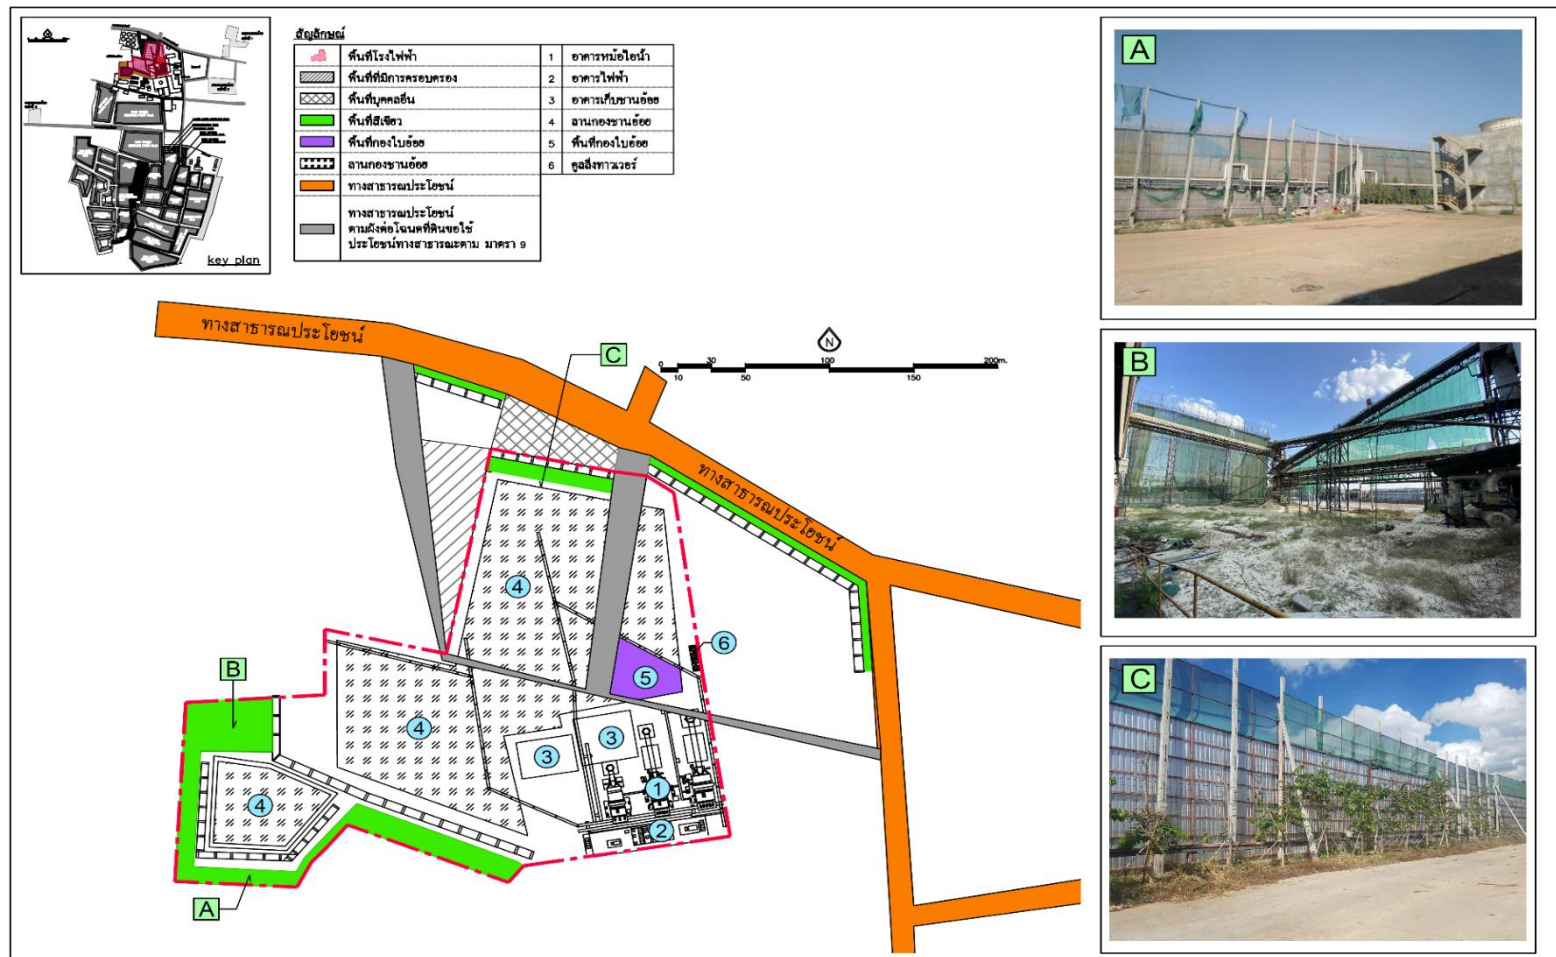 key plan
สัญลักษณ์
พื้นที่โรงไฟฟ้า
พื้นที่ที่มีการครอบครอง
พื้นที่บุคคลอื่น
พื้นที่สีเขียว
พื้นที่กองใบอ้อย
ลานกองชานอ้อย
ทางสาธารณประโยชน์
ทางสาธารณประโยชน์
ตามผังต่อโฉนดที่ดินขอใช้
ประโยชน์ทางสาธารณะตาม มาตรา 9
1 อาคารหม้อไอน้ำ
2 อาคารไฟฟ้า
3 อาคารเก็บชานอ้อย
4 ลานกองชานอ้อย
5 พื้นที่กองใบอ้อย
6 คูลลิ่งทาวเวอร์
A
B
C
ทางสาธารณประโยชน์
C
N
0 30 100 200m.
10 50 150
ทางสาธารณประโยชน์
4
6
5
B
4
3
3
4
1
2
A